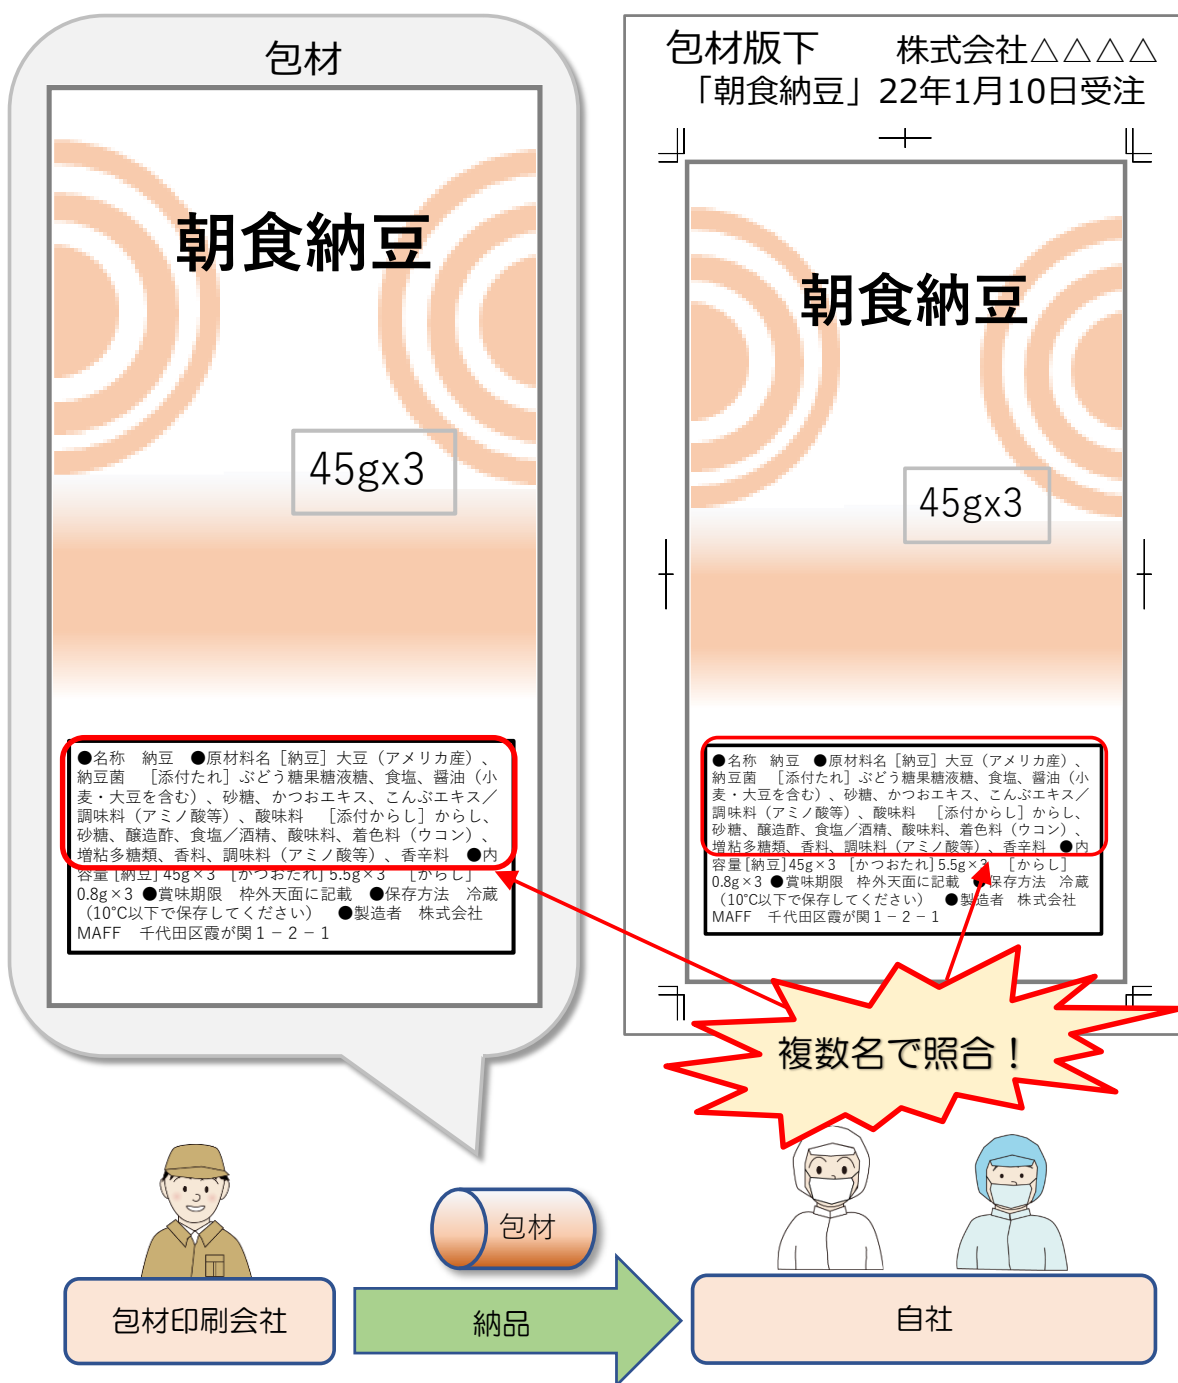 包材
朝食納豆
45gx3
●名称　納豆　●原材料名［納豆］大豆（アメリカ産）、
納豆菌　［添付たれ］ぶどう糖果糖液糖、食塩、醤油（小
麦・大豆を含む）、砂糖、かつおエキス、こんぶエキス／
調味料（アミノ酸等）、酸味料　［添付からし］からし、
砂糖、醸造酢、食塩／酒精、酸味料、着色料（ウコン）、
増粘多糖類、香料、調味料（アミノ酸等）、香辛料　●内
容量［納豆］45g×3　［かつおたれ］5.5g×3　［からし］
0.8g×3 ●賞味期限　枠外天面に記載　●保存方法　冷蔵
（10℃以下で保存してください）　●製造者　株式会社
MAFF　千代田区霞が関１－２－１
包材版下　株式会社△△△△
「朝食納豆」22年1月10日受注
朝食納豆
45gx3
●名称　納豆　●原材料名［納豆］大豆（アメリカ産）、
納豆菌　［添付たれ］ぶどう糖果糖液糖、食塩、醤油（小
麦・大豆を含む）、砂糖、かつおエキス、こんぶエキス／
調味料（アミノ酸等）、酸味料　［添付からし］からし、
砂糖、醸造酢、食塩／酒精、酸味料、着色料（ウコン）、
増粘多糖類、香料、調味料（アミノ酸等）、香辛料　●内
容量［納豆］45g×3　［かつおたれ］5.5g×3　［からし］
0.8g×3 ●賞味期限　枠外天面に記載　●保存方法　冷蔵
（10℃以下で保存してください）　●製造者　株式会社
MAFF　千代田区霞が関１－２－１
複数名で照合！
包材
包材印刷会社
納品
自社